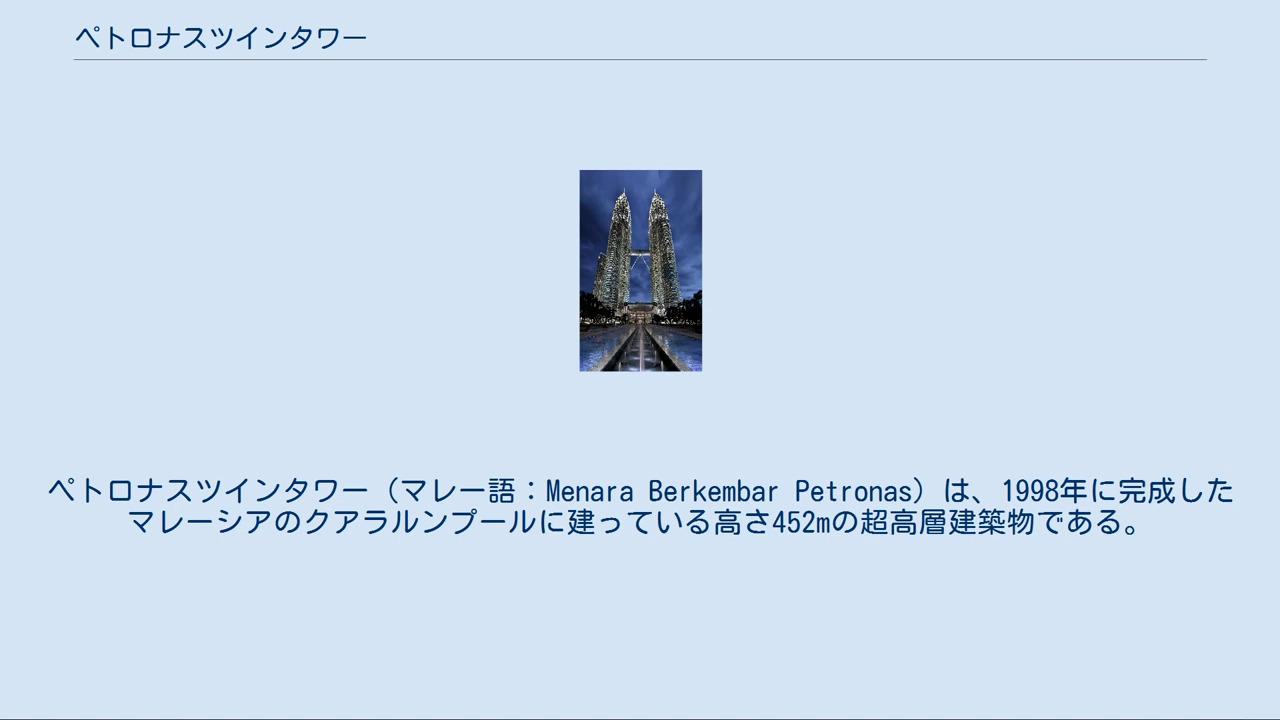 ペトロナスツインタワー
ペトロナスツインタワー（マレー語：Menara Berkembar Petronas）は、1998年に完成した
マレーシアのクアラルンプールに建っている高さ452mの超高層建築物である。